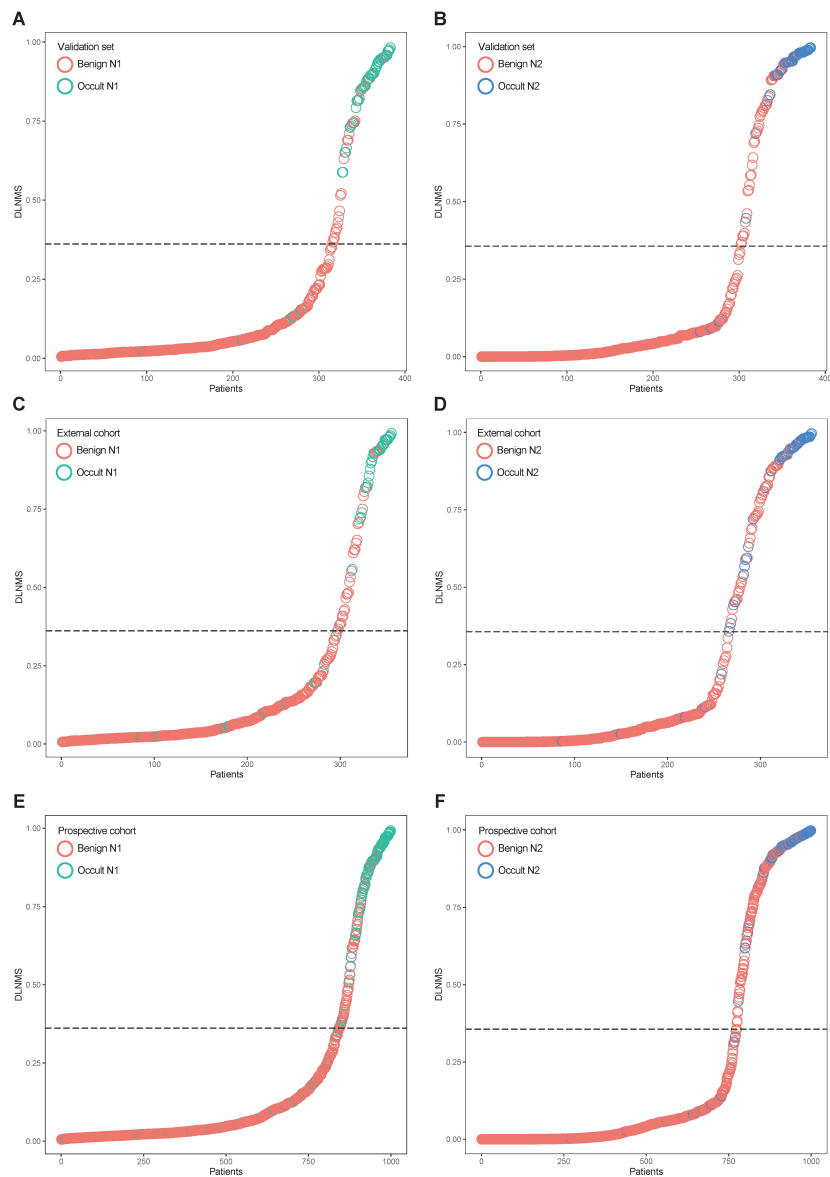 A
Validation set
Benign N1
Occult N1
1.00
0.75
0.50
0.25
0.00
DLNMS
0 100 200 300 400
Patients
B
Validation set
Benign N2
Occult N2
1.00
0.75
0.50
0.25
0.00
DLNMS
0 100 200 300 400
Patients
C
External cohort
Benign N1
Occult N1
1.00
0.75
0.50
0.25
0.00
DLNMS
0 100 200 300
Patients
D
External cohort
Benign N2
Occult N2
1.00
0.75
0.50
0.25
0.00
DLNMS
0 100 200 300
Patients
E
Prospective cohort
Benign N1
Occult N1
1.00
0.75
0.50
0.25
0.00
DLNMS
0 250 500 750 1000
Patients
F
Prospective cohort
Benign N2
Occult N2
1.00
0.75
0.50
0.25
0.00
DLNMS
0 250 500 750 1000
Patients